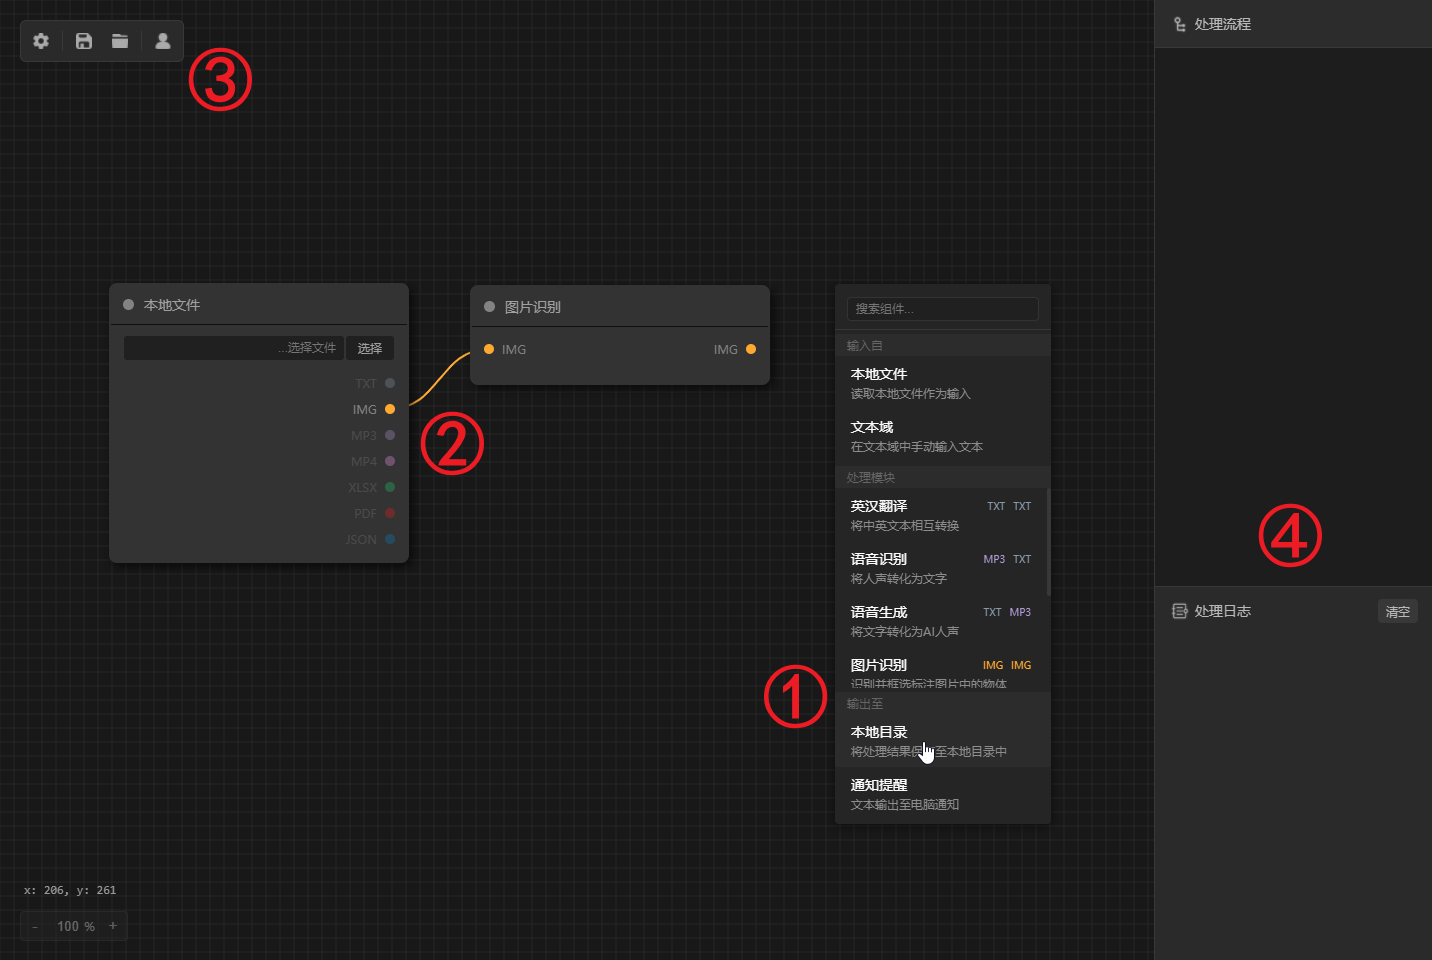 ③
处理流程
本地文件
...选择文件
选择
TXT
IMG
MP3
MP4
XLSX
PDF
JSON
②
图片识别
IMG
IMG
搜索组件...
输入自
本地文件
读取本地文件作为输入
文本域
在文本域中手动输入文本
处理模块
英汉翻译 TXT TXT
将中英文本相互转换
语音识别 MP3 TXT
将人声转化为文字
语音生成 TXT MP3
将文字转化为AI人声
图片识别 IMG IMG
识别并框选标注图片中的物体
①
输出至
本地目录
将处理结果保至本地目录中
通知提醒
文本输出至电脑通知
④
处理日志
清空
x: 206, y: 261
- 100 % +